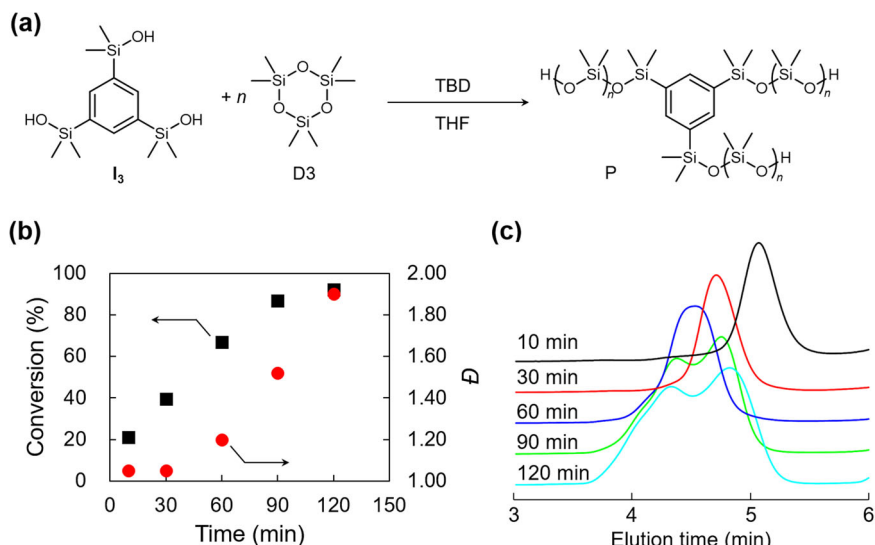 (a)
OH
Si
HO
Si
OH
Si
I3
+ n
O
Si
Si
O
O
Si
D3
TBD
THF
H
(O
Si)n
O
Si
Si
O
(Si
O)n
H
Si
O
(Si
O)n
H
P
(b)
Conversion (%)
100
80
60
40
20
0
2.00
1.80
1.60
1.40
1.20
1.00
Đ
0
30
60
90
120
150
Time (min)
(c)
10 min
30 min
60 min
90 min
120 min
3
4
5
6
Elution time (min)